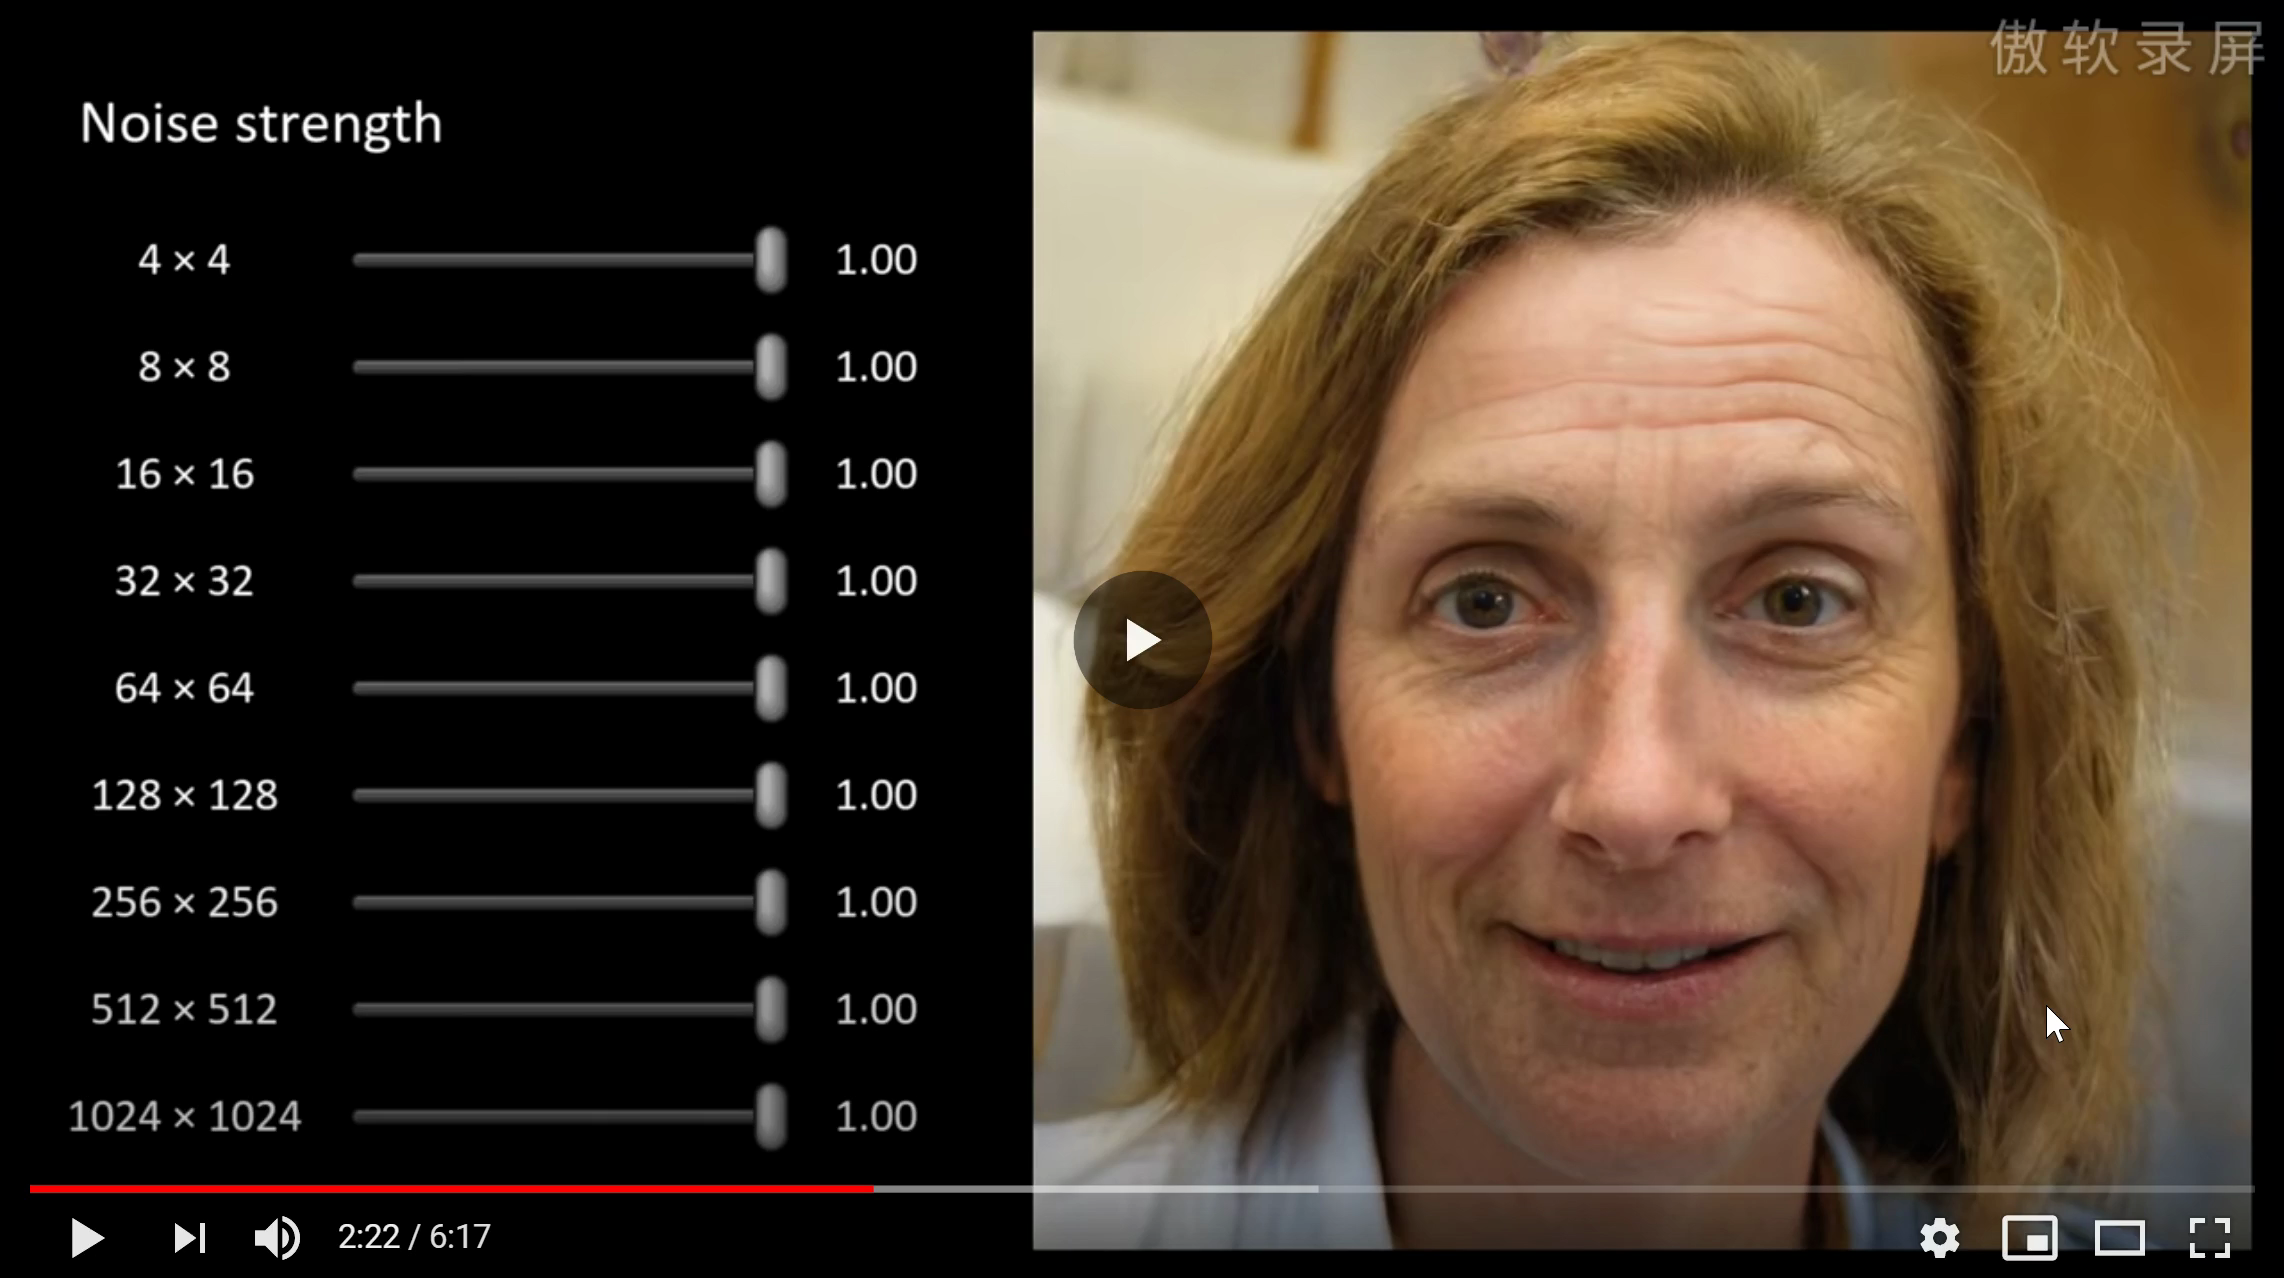 傲软录屏
Noise strength
4 × 4 1.00
8 × 8 1.00
16 × 16 1.00
32 × 32 1.00
64 × 64 1.00
128 × 128 1.00
256 × 256 1.00
512 × 512 1.00
1024 × 1024 1.00
2:22 / 6:17